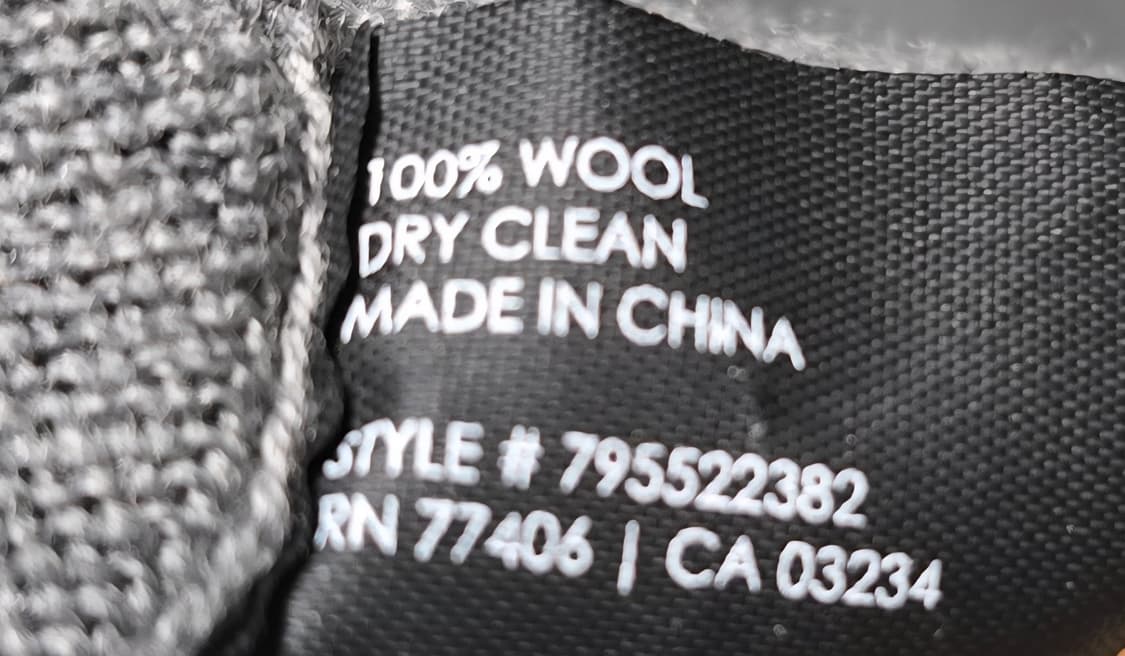 100% WOOL
DRY CLEAN
MADE IN CHINA
STYLE # 795522382
RN 77406 | CA 03234